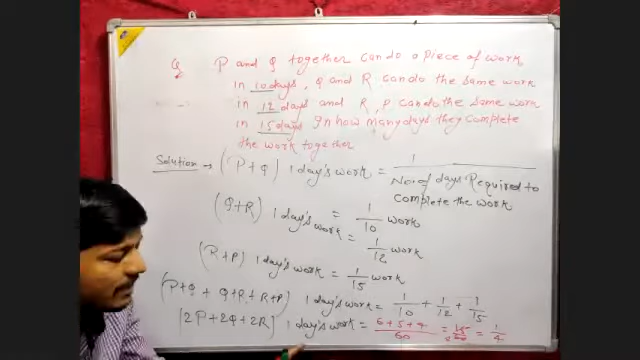 Q P and Q together can do a piece of work
in 10 days, Q and R can do the same work
in 12 days and R, P can do the same work
in 15 days In how many days they complete
the work together
Solution → (P+Q) 1 day's work = 1 / No. of days Required to complete the work
= 1/10 work
(Q+R) 1 day's work = 1/12 work
(R+P) 1 day's work = 1/15 work
(P+Q + Q+R + R+P) 1 day's work = 1/10 + 1/12 + 1/15
[2P+2Q+2R] 1 day's work = 6+5+4 / 60 = 15/60 = 1/4